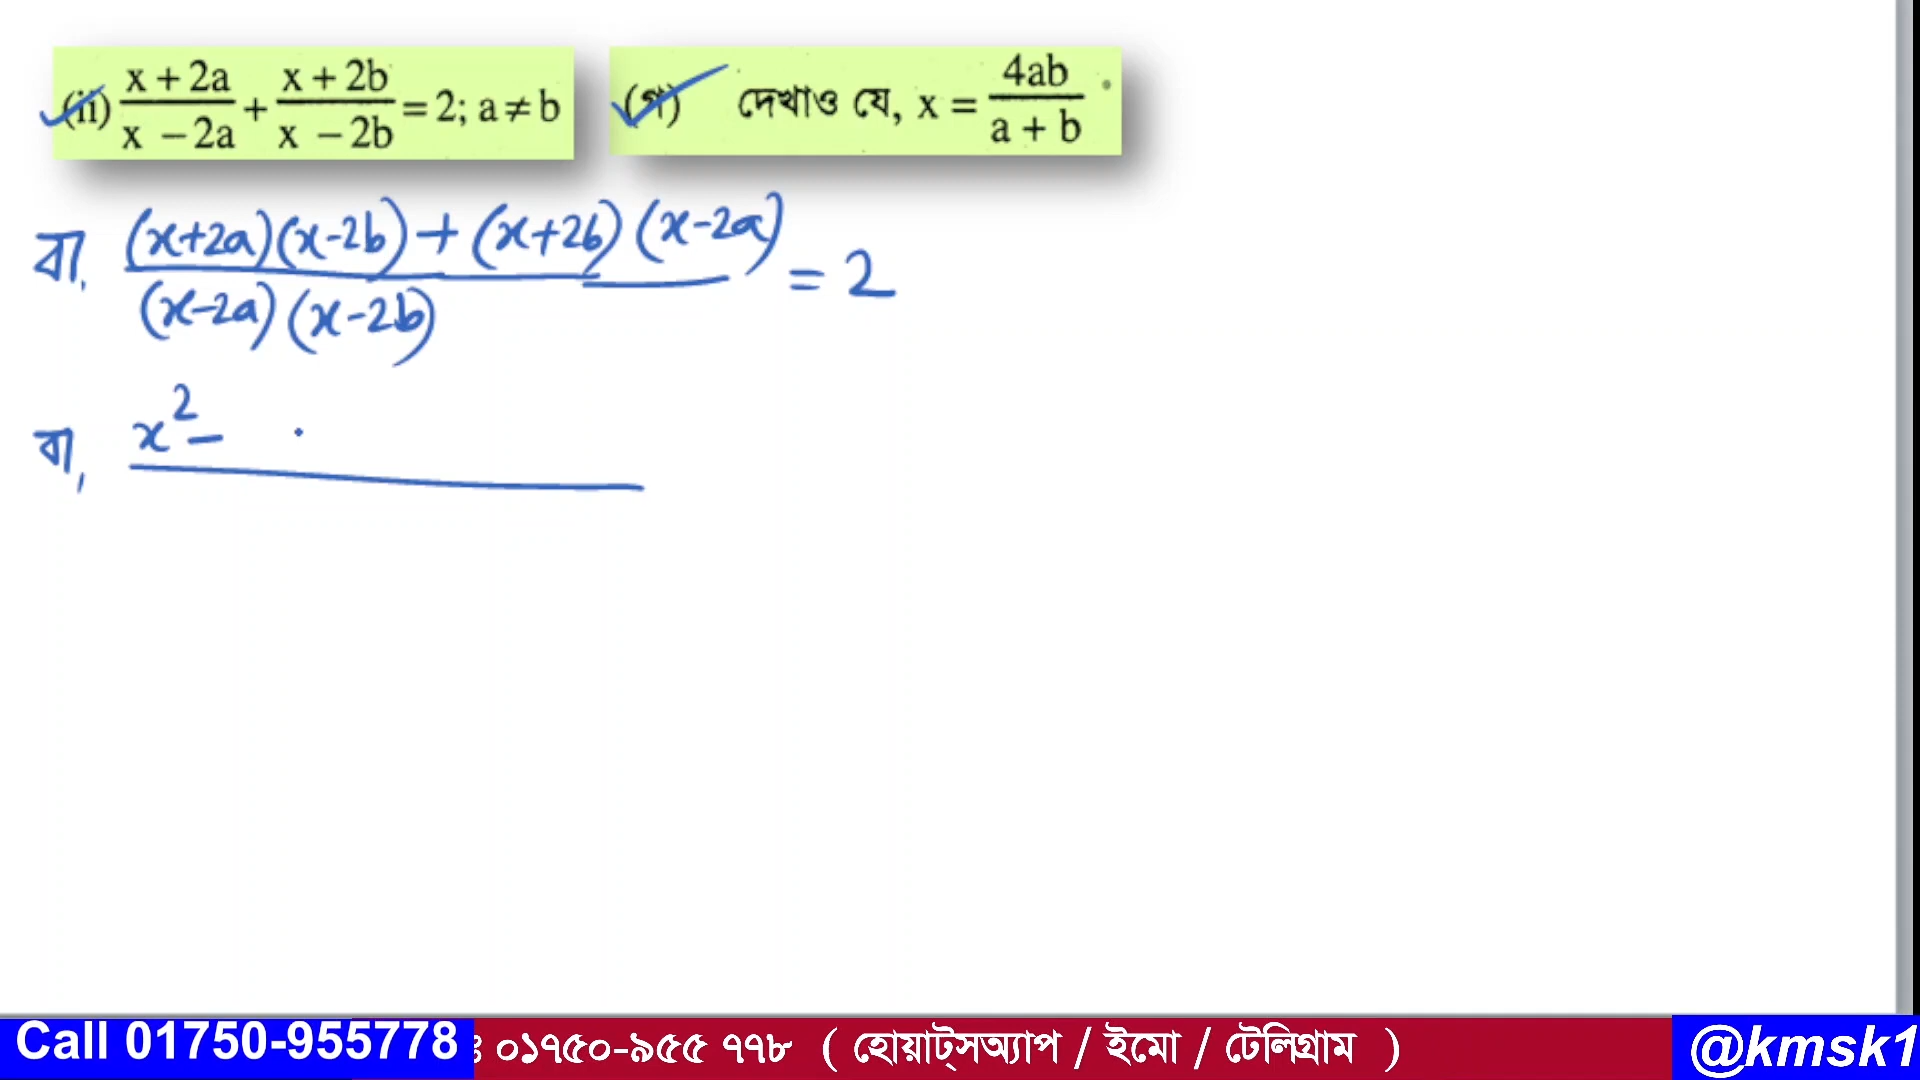 (ii) x + 2a / x - 2a + x + 2b / x - 2b = 2; a ≠ b
(গ) দেখাও যে, x = 4ab / a + b
বা, (x+2a)(x-2b)+(x+2b)(x-2a) / (x-2a)(x-2b) = 2
বা, x² -
Call 01750-955778 ঃ ০১৭৫০-৯৫৫ ৭৭৮ ( হোয়াট্সঅ্যাপ / ইমো / টেলিগ্রাম ) @kmsk1